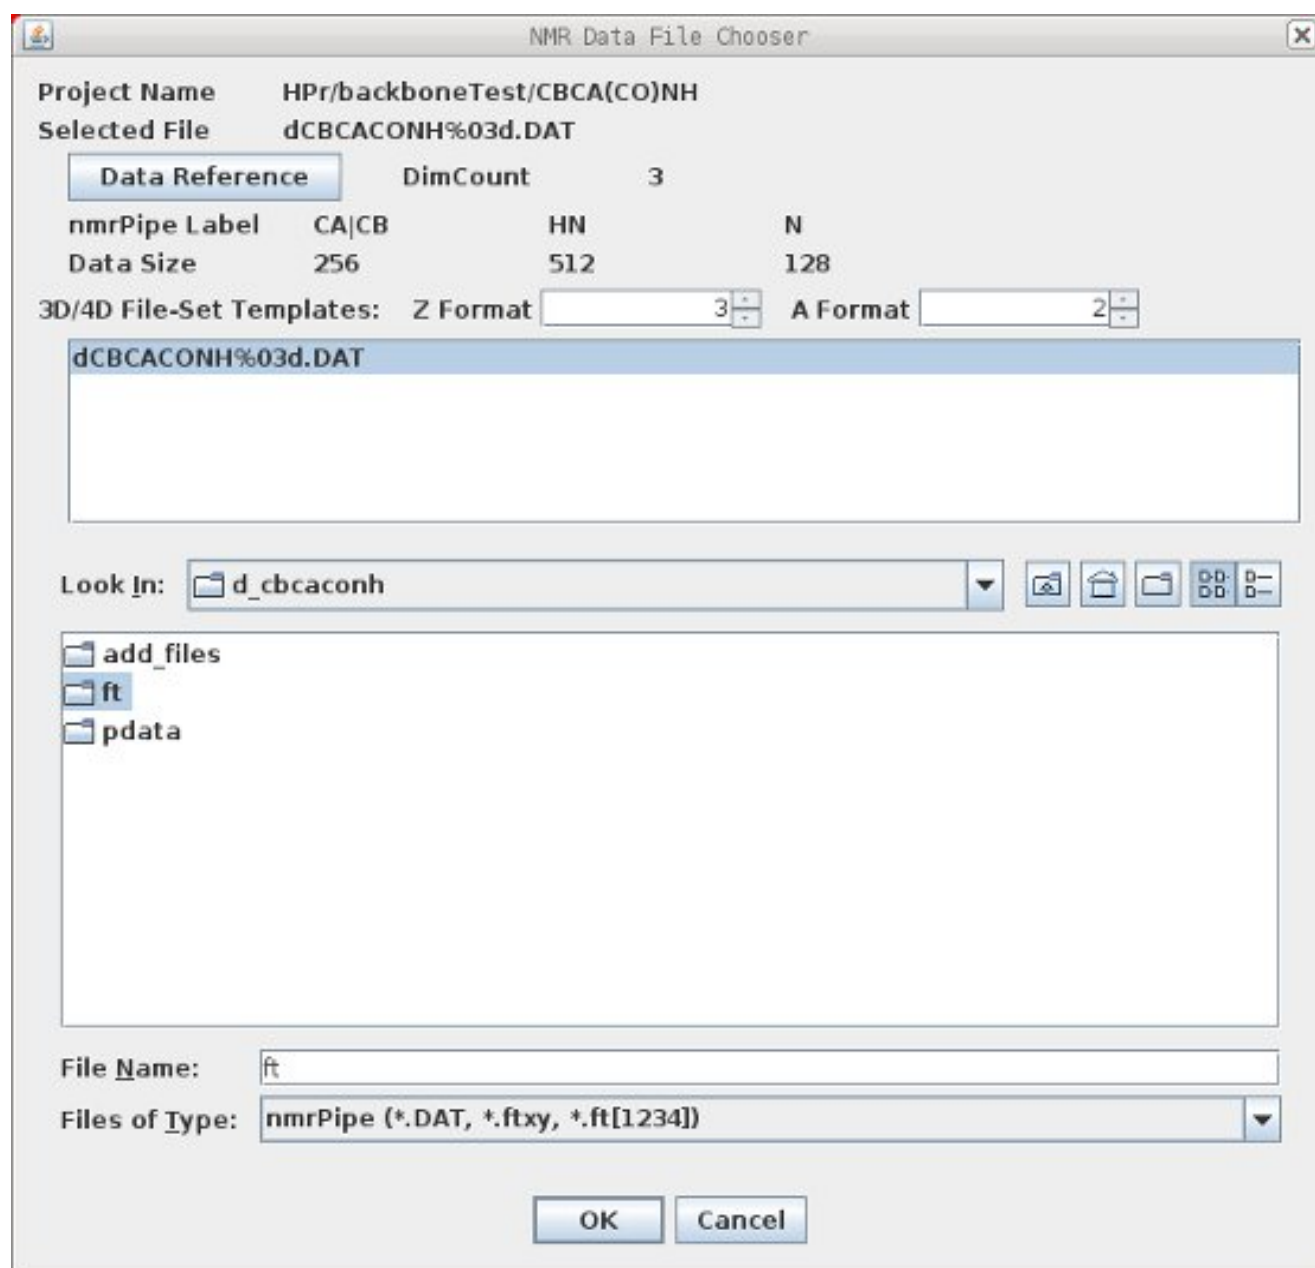 NMR Data File Chooser
Project Name HPr/backboneTest/CBCA(CO)NH
Selected File dCBCACONH%03d.DAT
Data Reference DimCount 3
nmrPipe Label CA|CB HN N
Data Size 256 512 128
3D/4D File-Set Templates: Z Format 3 A Format 2
dCBCACONH%03d.DAT
Look In: d_cbcaconh
add_files
ft
pdata
File Name: ft
Files of Type: nmrPipe (*.DAT, *.ftxy, *.ft[1234])
OK Cancel